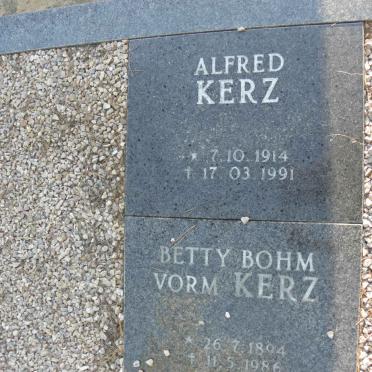 ALFRED
KERZ
* 7. 10. 1914
† 17. 03. 1991
BETTY BOHM
VORM KERZ
* 26. 7. 1894
† 11. 5. 1986